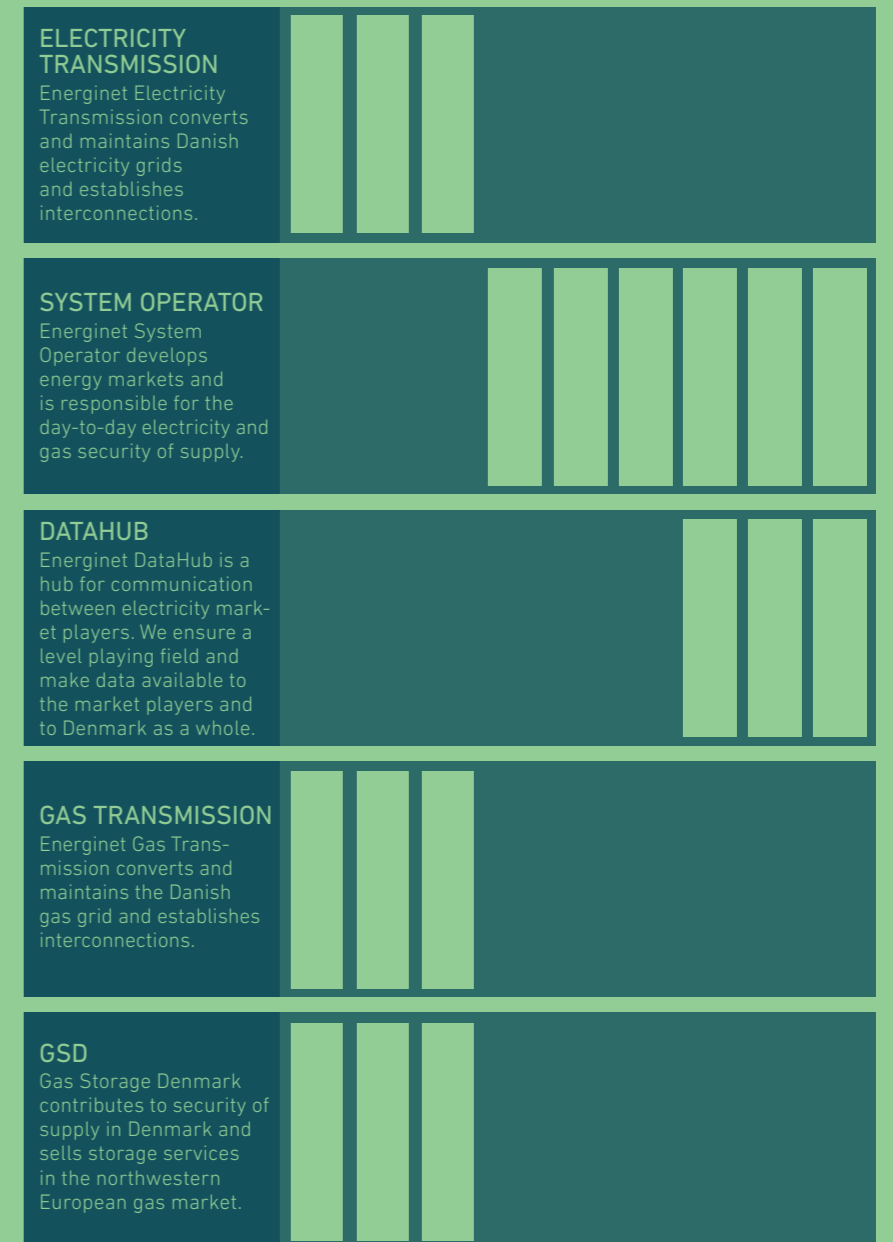 ELECTRICITY
TRANSMISSION
Energinet Electricity
Transmission converts
and maintains Danish
electricity grids
and establishes
interconnections.
SYSTEM OPERATOR
Energinet System
Operator develops
energy markets and
is responsible for the
day-to-day electricity and
gas security of supply.
DATAHUB
Energinet DataHub is a
hub for communication
between electricity mark-
et players. We ensure a
level playing field and
make data available to
the market players and
to Denmark as a whole.
GAS TRANSMISSION
Energinet Gas Trans-
mission converts and
maintains the Danish
gas grid and establishes
interconnections.
GSD
Gas Storage Denmark
contributes to security of
supply in Denmark and
sells storage services
in the northwestern
European gas market.